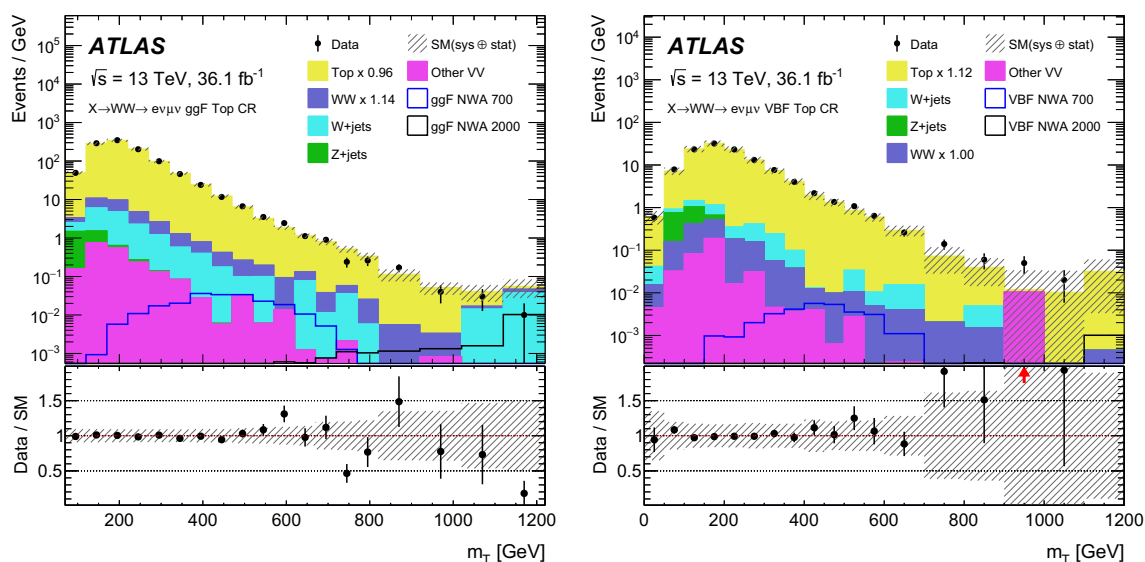 Events / GeV
10⁵
10⁴
10³
10²
10
1
10⁻¹
10⁻²
10⁻³
ATLAS
√s = 13 TeV, 36.1 fb⁻¹
X→WW→ eνμν ggF Top CR
Data
SM(sys ⊕ stat)
Top x 0.96
Other VV
WW x 1.14
ggF NWA 700
W+jets
ggF NWA 2000
Z+jets
Data / SM
1.5
1
0.5
200 400 600 800 1000 1200
m_T [GeV]
Events / GeV
10⁴
10³
10²
10
1
10⁻¹
10⁻²
10⁻³
ATLAS
√s = 13 TeV, 36.1 fb⁻¹
X→WW→ eνμν VBF Top CR
Data
SM(sys ⊕ stat)
Top x 1.12
Other VV
W+jets
VBF NWA 700
Z+jets
VBF NWA 2000
WW x 1.00
Data / SM
1.5
1
0.5
0 200 400 600 800 1000 1200
m_T [GeV]